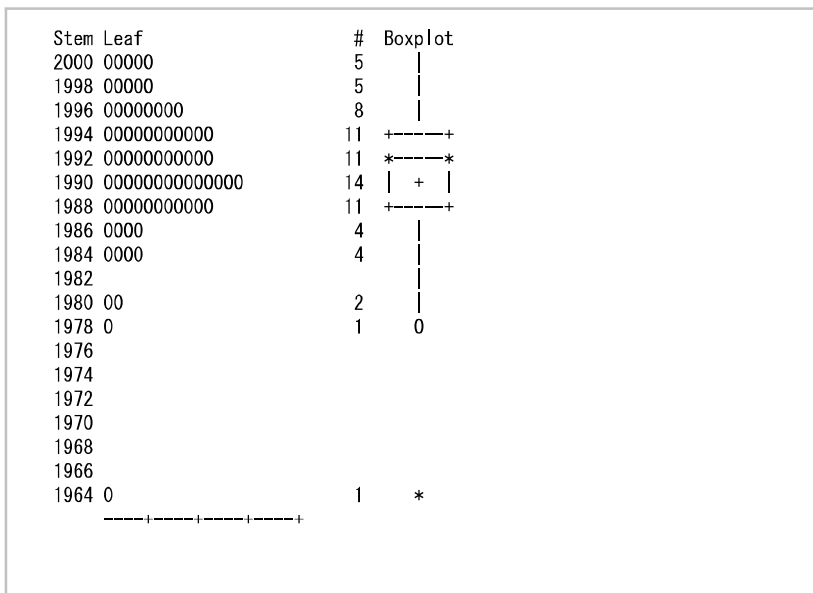 Stem Leaf # Boxplot
2000 00000 5 |
1998 00000 5 |
1996 00000000 8 |
1994 00000000000 11 +-----+
1992 00000000000 11 *-----*
1990 00000000000000 14 | + |
1988 00000000000 11 +-----+
1986 0000 4 |
1984 0000 4 |
1982 |
1980 00 2 |
1978 0 1 0
1976
1974
1972
1970
1968
1966
1964 0 1 *
----+----+----+----+